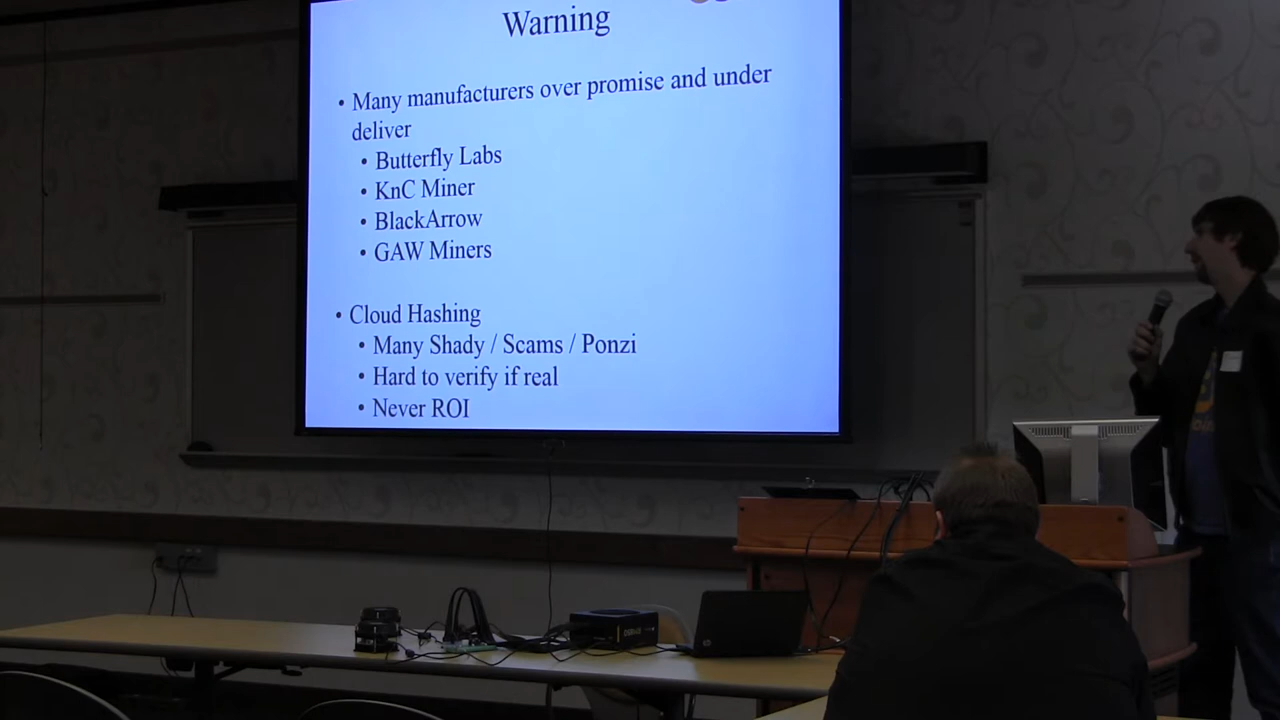 Warning
• Many manufacturers over promise and under
deliver
• Butterfly Labs
• KnC Miner
• BlackArrow
• GAW Miners
• Cloud Hashing
• Many Shady / Scams / Ponzi
• Hard to verify if real
• Never ROI